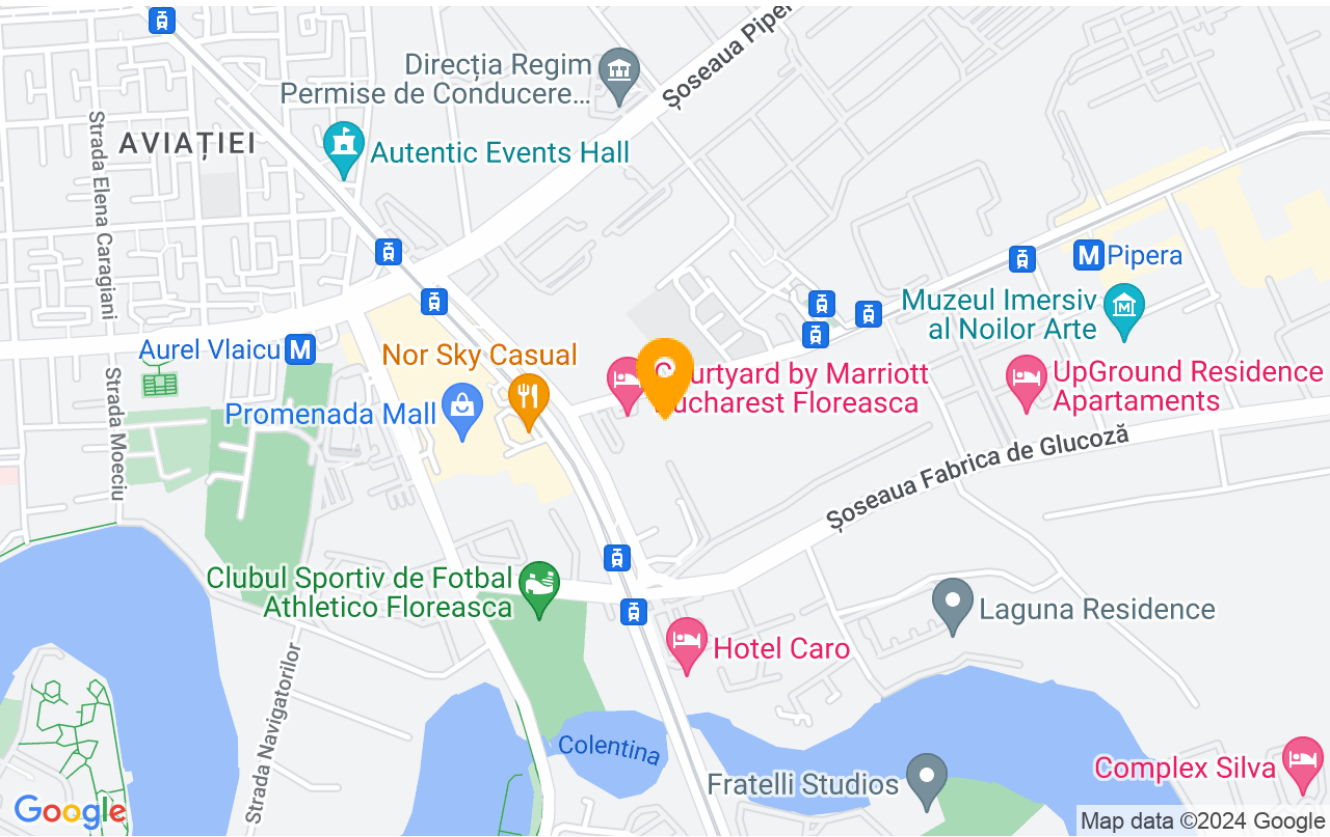 Șoseaua Piper
Direcția Regim
Permise de Conducere...
AVIAȚIEI
Autentic Events Hall
Strada Elena Caragiani
Pipera
Muzeul Imersiv
al Noilor Arte
Aurel Vlaicu
Nor Sky Casual
Promenada Mall
urtyard by Marriott
ucharest Floreasca
UpGround Residence
Apartaments
Strada Moeciu
Șoseaua Fabrica de Glucoză
Clubul Sportiv de Fotbal
Athletico Floreasca
Laguna Residence
Hotel Caro
Strada Navigatorilor
Colentina
Fratelli Studios
Complex Silva
Google
Map data ©2024 Google